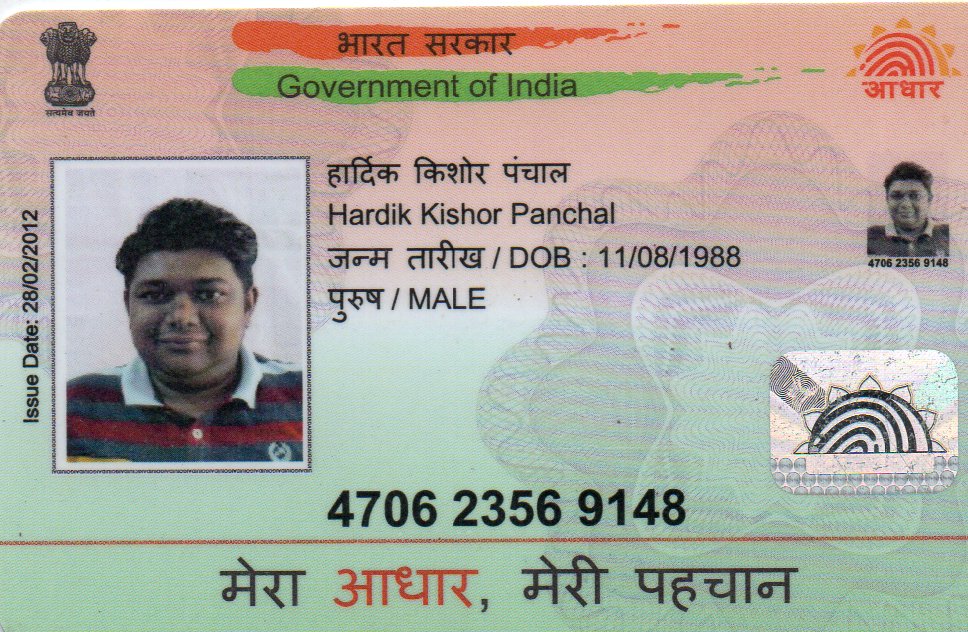 भारत सरकार
Government of India
सत्यमेव जयते
आधार
Issue Date: 28/02/2012
हार्दिक किशोर पंचाल
Hardik Kishor Panchal
जन्म तारीख / DOB : 11/08/1988
पुरुष / MALE
4706 2356 9148
4706 2356 9148
मेरा आधार, मेरी पहचान